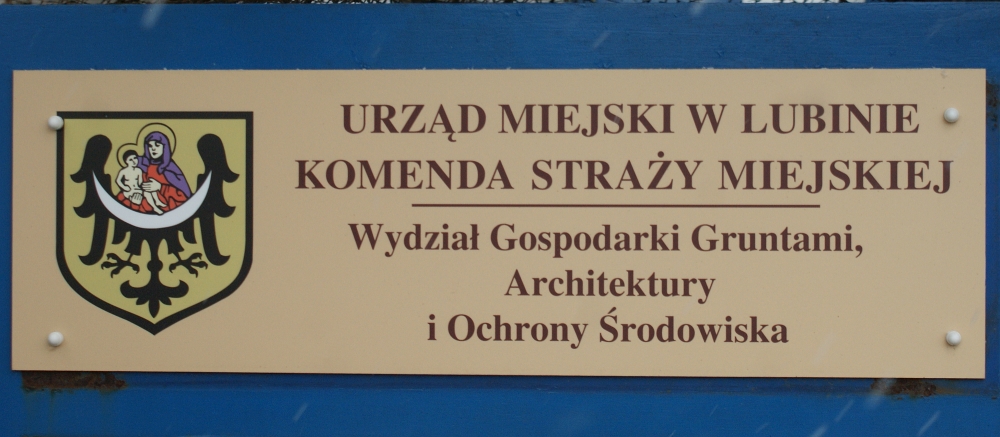 URZĄD MIEJSKI W LUBINIE
KOMENDA STRAŻY MIEJSKIEJ
Wydział Gospodarki Gruntami,
Architektury
i Ochrony Środowiska